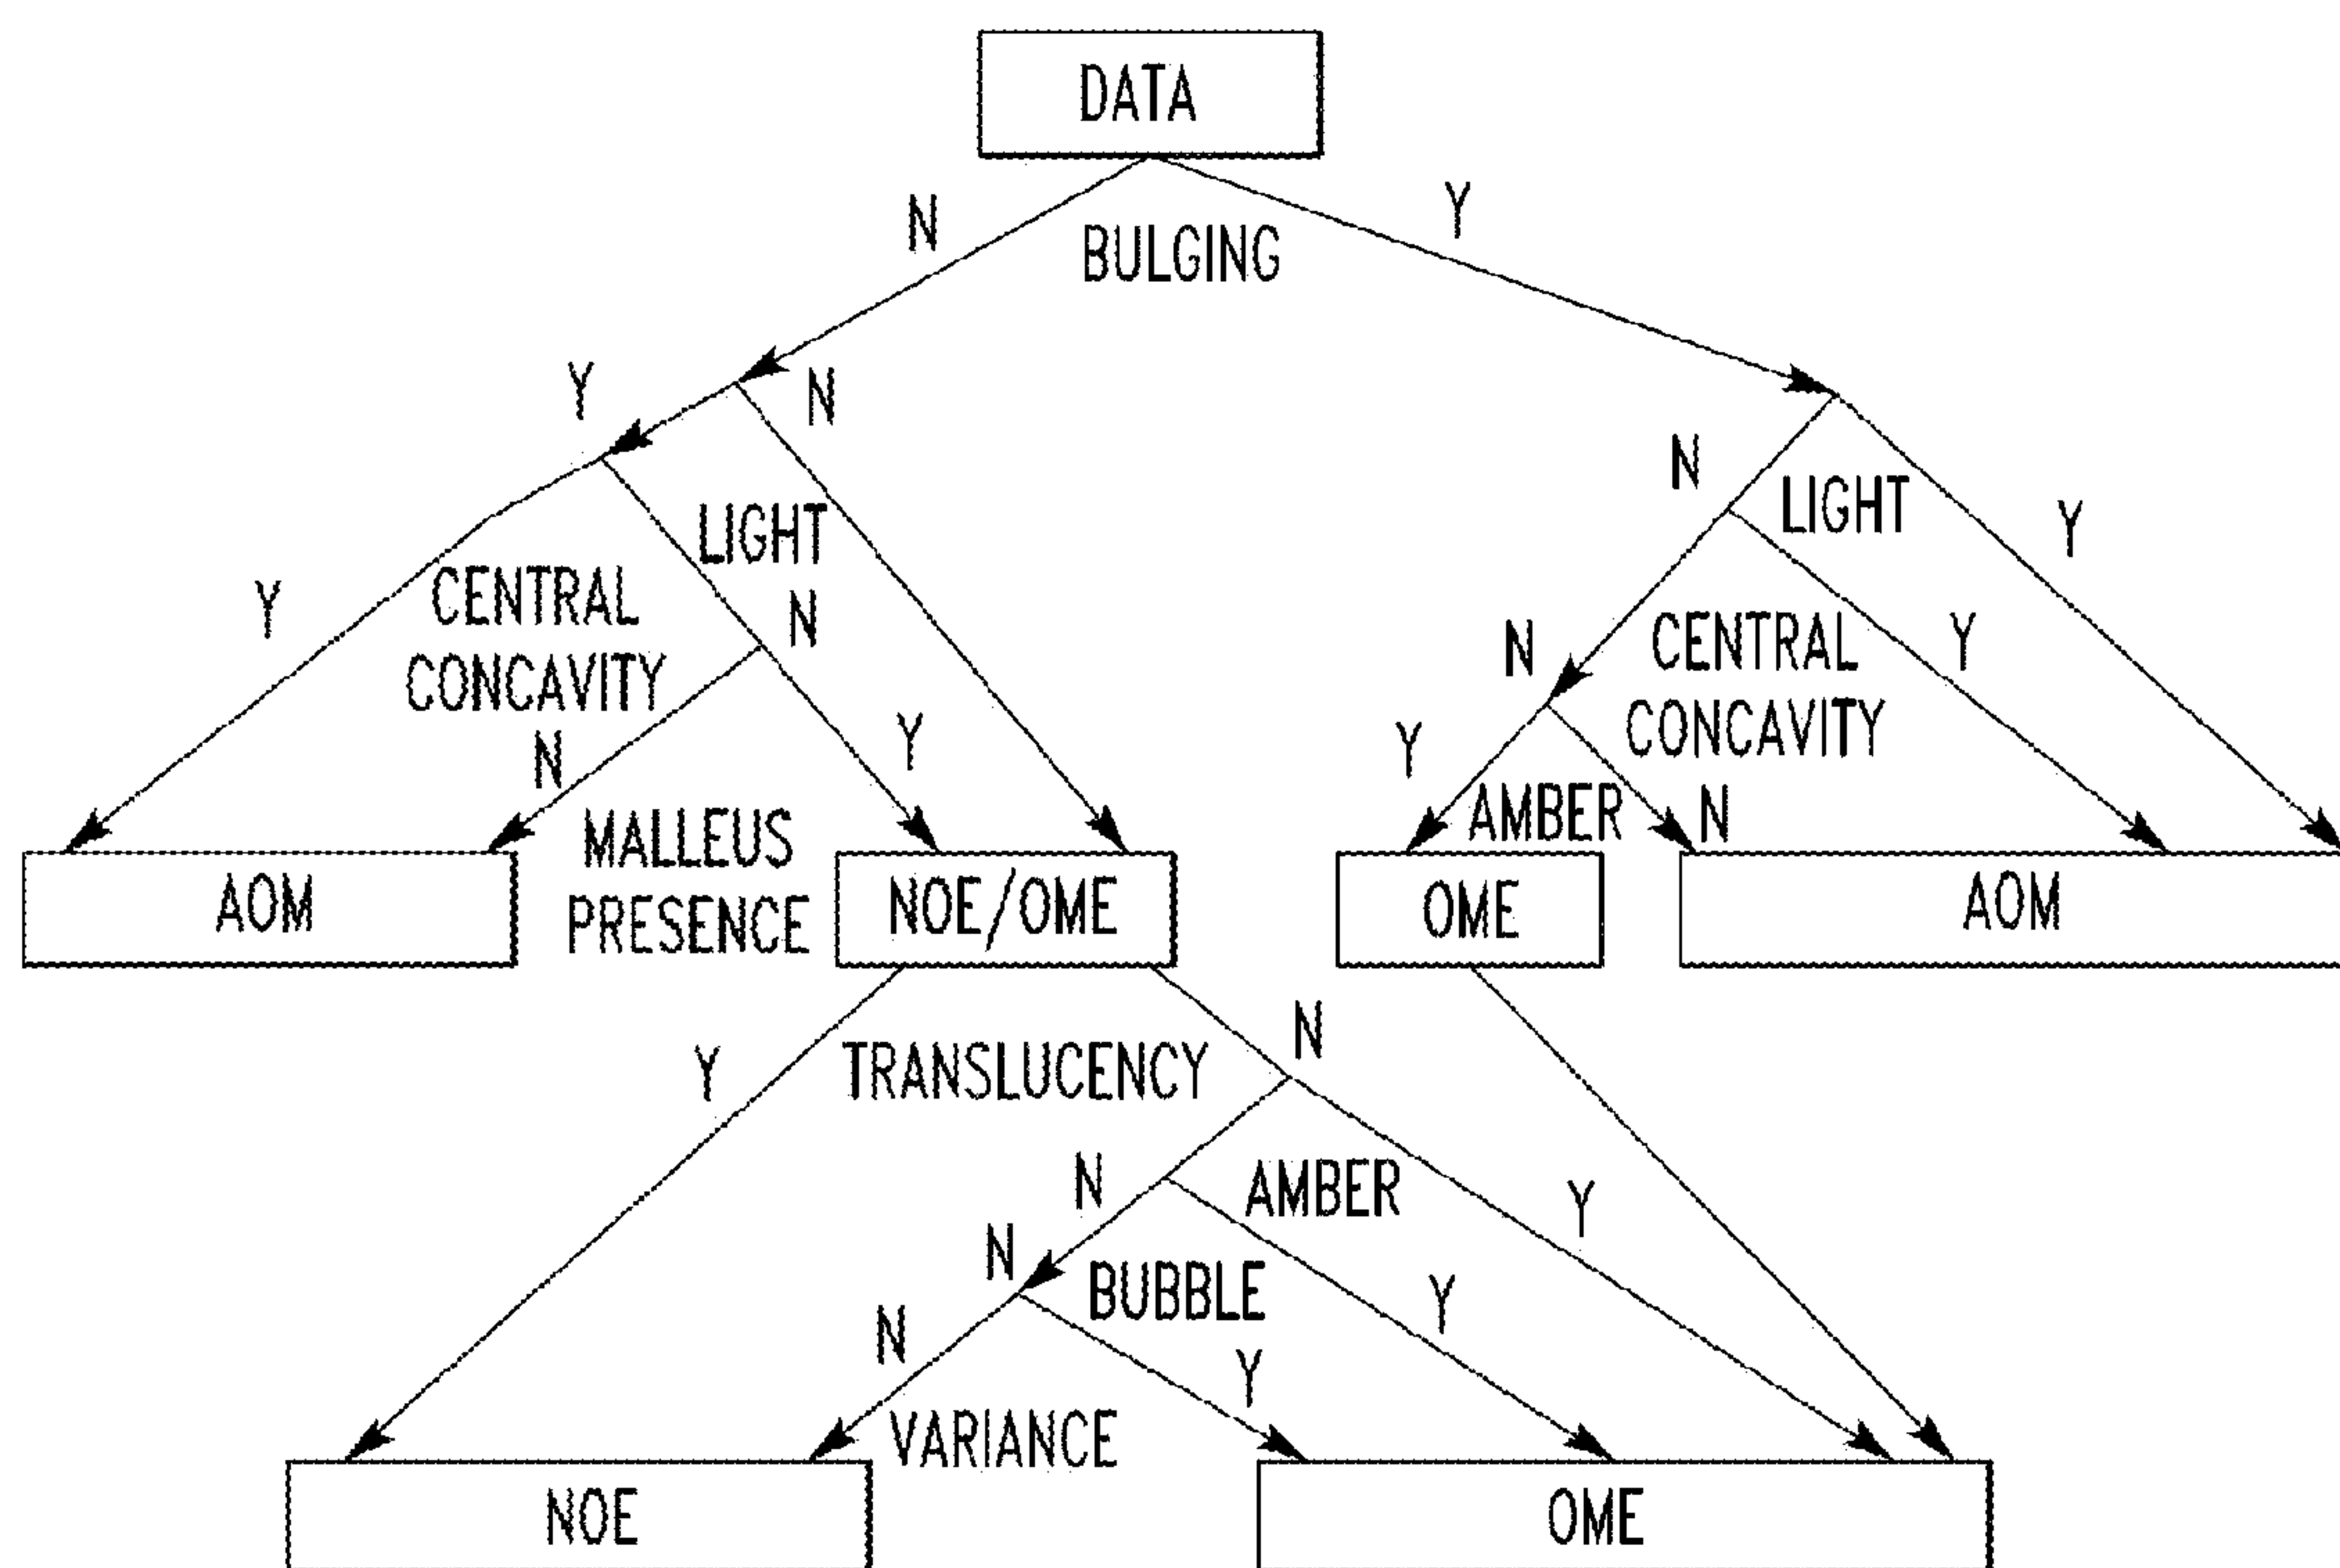 DATA
N
BULGING
Y
Y
N
N
LIGHT
Y
LIGHT
Y
CENTRAL
CONCAVITY
N
N
CENTRAL
CONCAVITY
Y
N
Y
Y
AMBER
N
MALLEUS
PRESENCE
AOM
NOE/OME
OME
AOM
Y
TRANSLUCENCY
N
N
AMBER
Y
N
BUBBLE
Y
N
Y
VARIANCE
NOE
OME